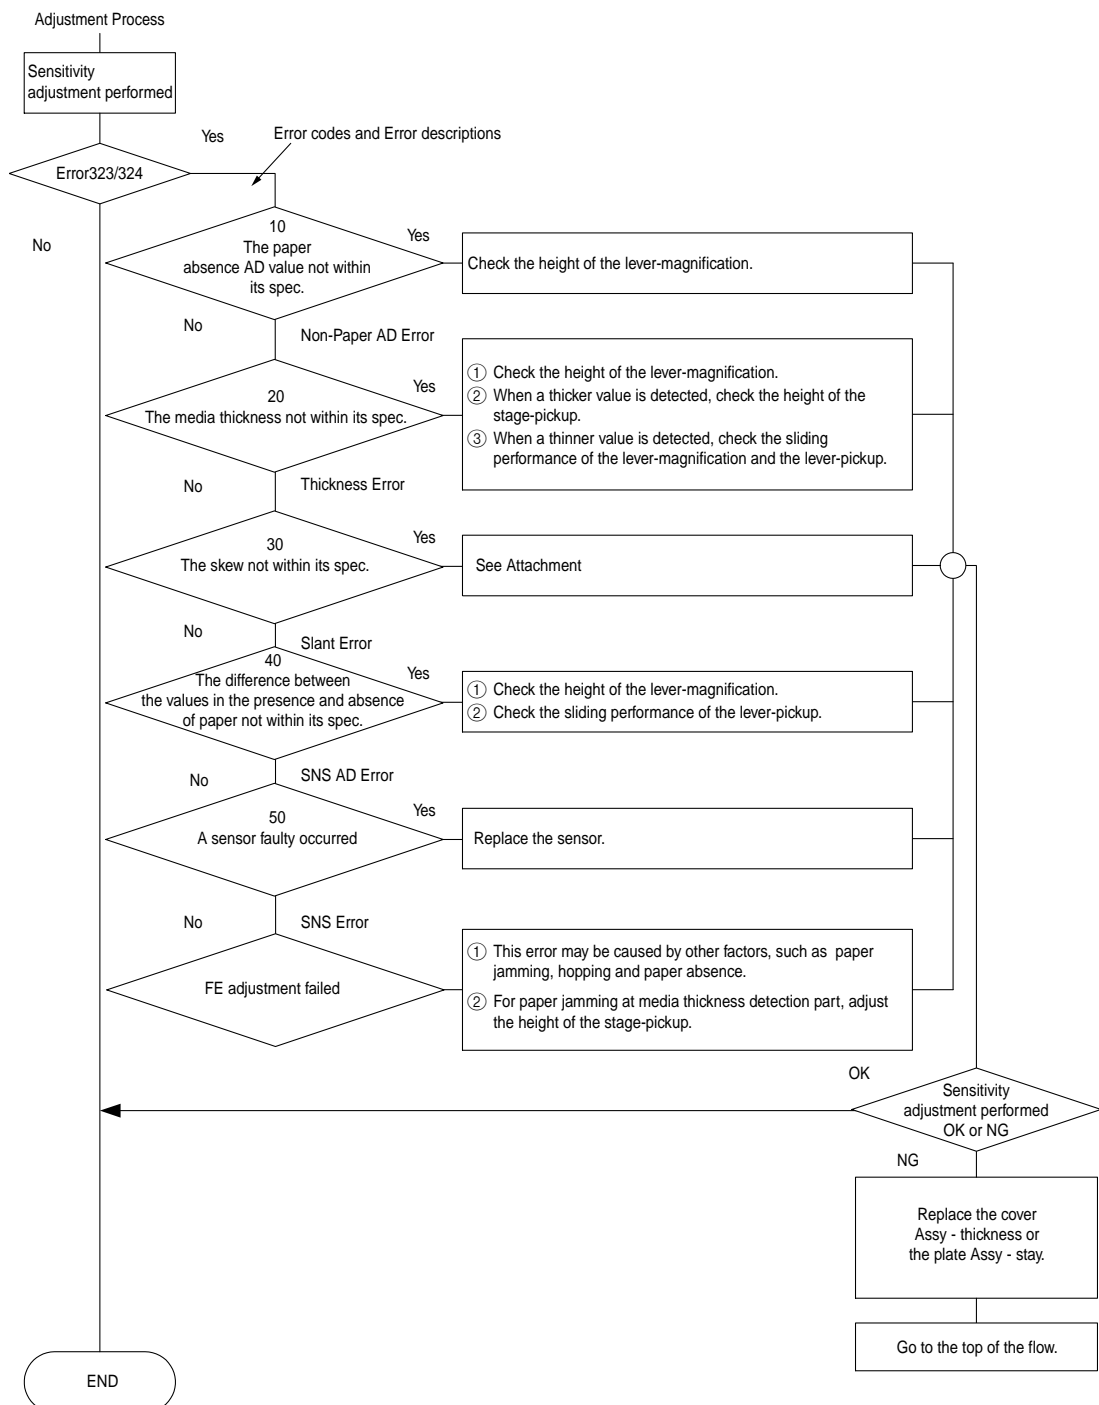 Adjustment Process
Sensitivity
adjustment performed
Yes
Error codes and Error descriptions
Error323/324
No
10
The paper
absence AD value not within
its spec.
Yes
Check the height of the lever-magnification.
No
Non-Paper AD Error
20
The media thickness not within its spec.
Yes
① Check the height of the lever-magnification.
② When a thicker value is detected, check the height of the
stage-pickup.
③ When a thinner value is detected, check the sliding
performance of the lever-magnification and the lever-pickup.
No
Thickness Error
30
The skew not within its spec.
Yes
See Attachment
No
Slant Error
40
The difference between
the values in the presence and absence
of paper not within its spec.
Yes
① Check the height of the lever-magnification.
② Check the sliding performance of the lever-pickup.
No
SNS AD Error
50
A sensor faulty occurred
Yes
Replace the sensor.
No
SNS Error
FE adjustment failed
① This error may be caused by other factors, such as paper
jamming, hopping and paper absence.
② For paper jamming at media thickness detection part, adjust
the height of the stage-pickup.
OK
Sensitivity
adjustment performed
OK or NG
NG
Replace the cover
Assy - thickness or
the plate Assy - stay.
Go to the top of the flow.
END